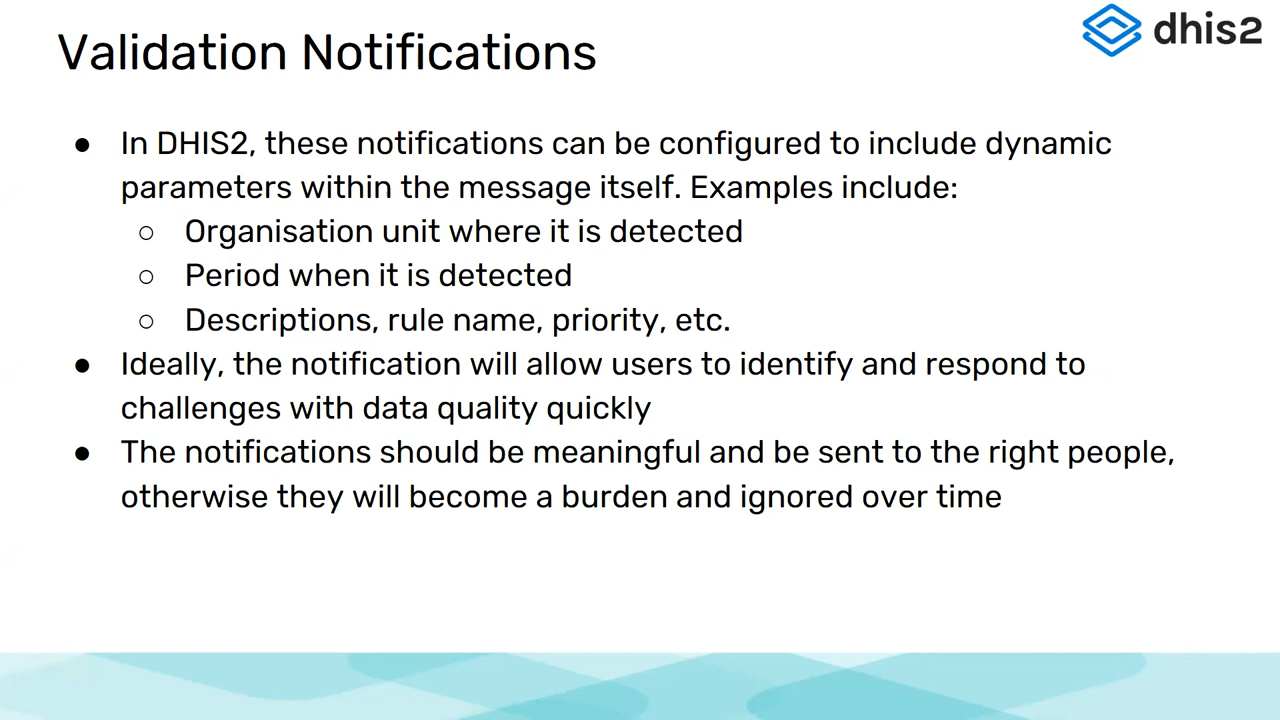 dhis2
Validation Notifications
● In DHIS2, these notifications can be configured to include dynamic
parameters within the message itself. Examples include:
○ Organisation unit where it is detected
○ Period when it is detected
○ Descriptions, rule name, priority, etc.
● Ideally, the notification will allow users to identify and respond to
challenges with data quality quickly
● The notifications should be meaningful and be sent to the right people,
otherwise they will become a burden and ignored over time